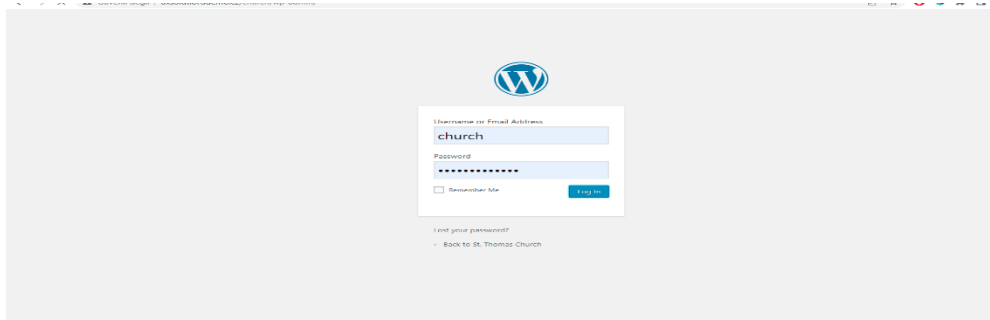 Username or Email Address
church
Password
•••••••••••••
Remember Me
Log In
Lost your password?
← Back to St. Thomas Church